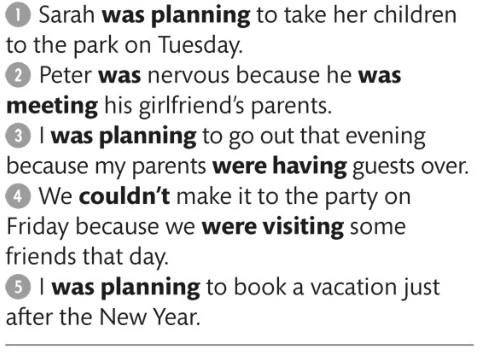 1 Sarah was planning to take her children
to the park on Tuesday.
2 Peter was nervous because he was
meeting his girlfriend’s parents.
3 I was planning to go out that evening
because my parents were having guests over.
4 We couldn’t make it to the party on
Friday because we were visiting some
friends that day.
5 I was planning to book a vacation just
after the New Year.